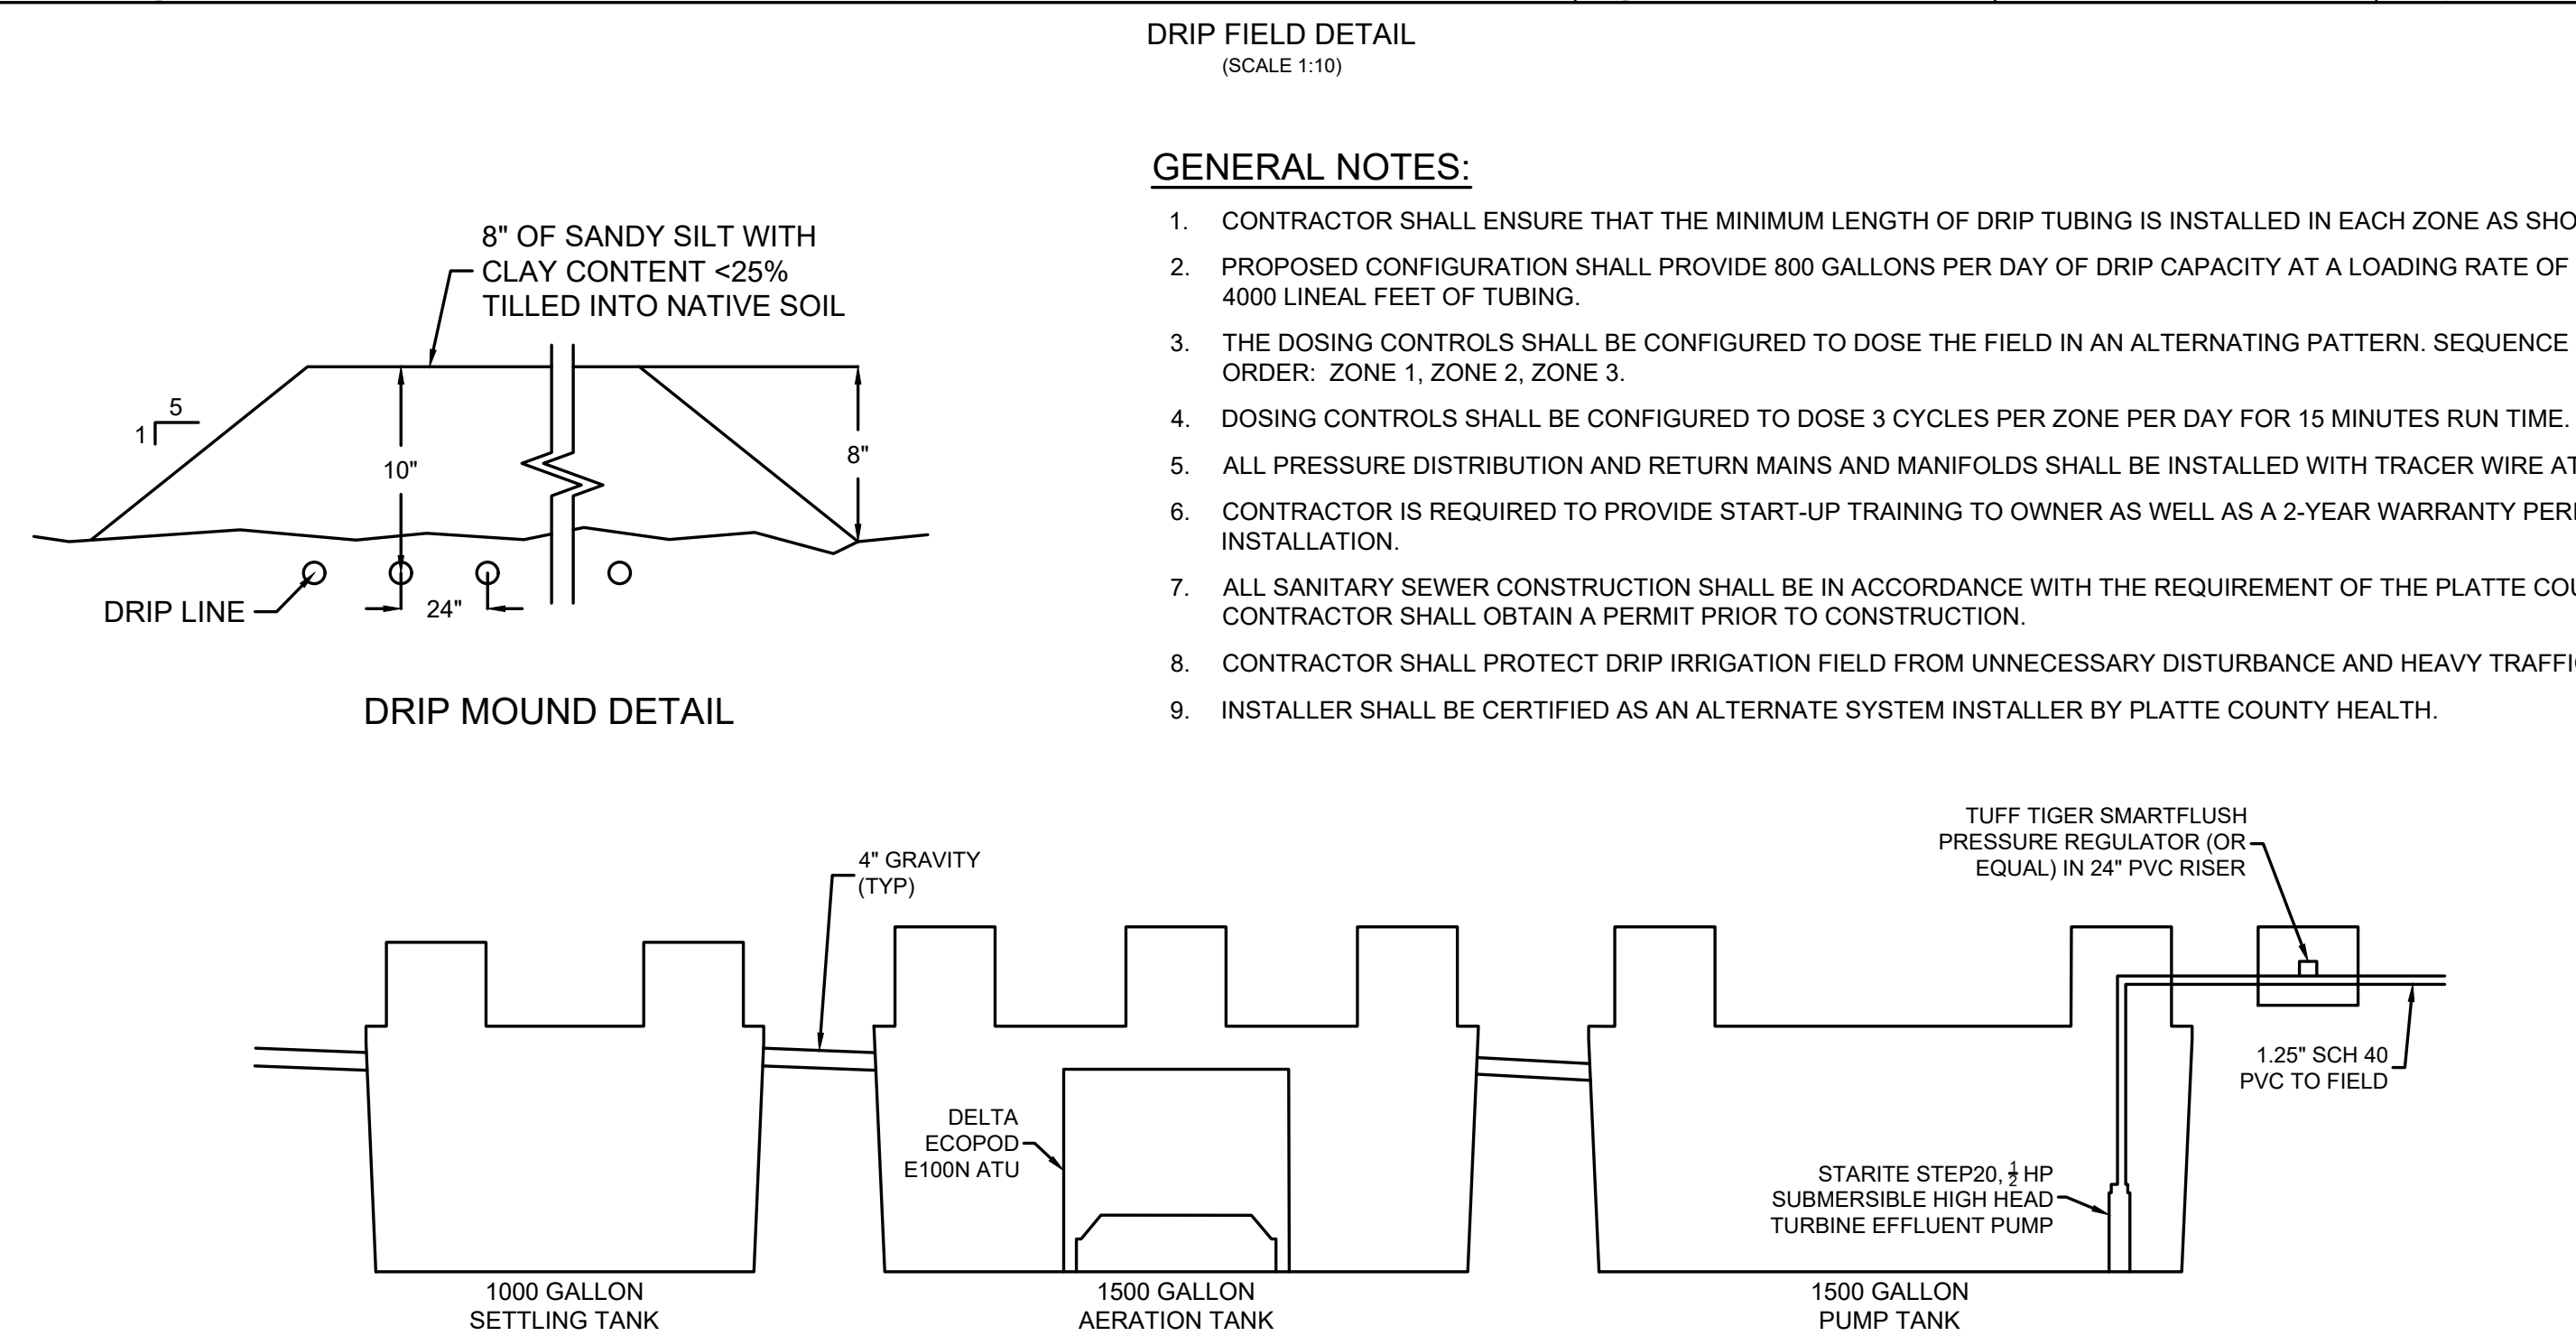 DRIP FIELD DETAIL
(SCALE 1:10)
8" OF SANDY SILT WITH
CLAY CONTENT <25%
TILLED INTO NATIVE SOIL
5
1
10"
8"
DRIP LINE
24"
DRIP MOUND DETAIL
GENERAL NOTES:
1. CONTRACTOR SHALL ENSURE THAT THE MINIMUM LENGTH OF DRIP TUBING IS INSTALLED IN EACH ZONE AS
2. PROPOSED CONFIGURATION SHALL PROVIDE 800 GALLONS PER DAY OF DRIP CAPACITY AT A LOADING RATE OF
4000 LINEAL FEET OF TUBING.
3. THE DOSING CONTROLS SHALL BE CONFIGURED TO DOSE THE FIELD IN AN ALTERNATING PATTERN. SEQUENCE
ORDER: ZONE 1, ZONE 2, ZONE 3.
4. DOSING CONTROLS SHALL BE CONFIGURED TO DOSE 3 CYCLES PER ZONE PER DAY FOR 15 MINUTES RUN TIME.
5. ALL PRESSURE DISTRIBUTION AND RETURN MAINS AND MANIFOLDS SHALL BE INSTALLED WITH TRACER WIRE AT
6. CONTRACTOR IS REQUIRED TO PROVIDE START-UP TRAINING TO OWNER AS WELL AS A 2-YEAR WARRANTY
INSTALLATION.
7. ALL SANITARY SEWER CONSTRUCTION SHALL BE IN ACCORDANCE WITH THE REQUIREMENT OF THE PLATTE
CONTRACTOR SHALL OBTAIN A PERMIT PRIOR TO CONSTRUCTION.
8. CONTRACTOR SHALL PROTECT DRIP IRRIGATION FIELD FROM UNNECESSARY DISTURBANCE AND HEAVY
9. INSTALLER SHALL BE CERTIFIED AS AN ALTERNATE SYSTEM INSTALLER BY PLATTE COUNTY HEALTH.
TUFF TIGER SMARTFLUSH
PRESSURE REGULATOR (OR
EQUAL) IN 24" PVC RISER
4" GRAVITY
(TYP)
1.25" SCH 40
PVC TO FIELD
DELTA
ECOPOD
E100N ATU
STARITE STEP20, 1/2 HP
SUBMERSIBLE HIGH HEAD
TURBINE EFFLUENT PUMP
1000 GALLON
SETTLING TANK
1500 GALLON
AERATION TANK
1500 GALLON
PUMP TANK